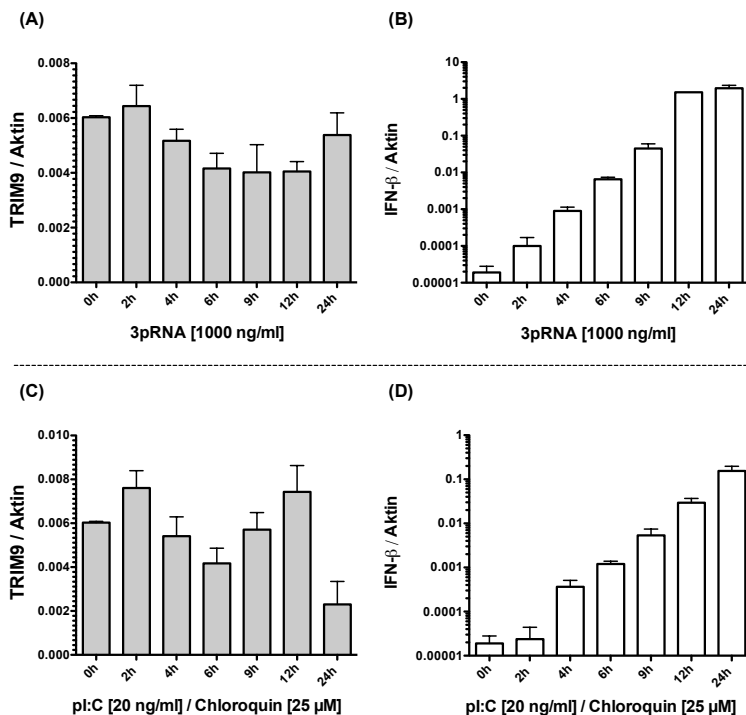 (A)
(B)
TRIM9 / Aktin
0.008
0.006
0.004
0.002
0.000
0h
2h
4h
6h
9h
12h
24h
3pRNA [1000 ng/ml]
IFN-β / Aktin
10
1
0.1
0.01
0.001
0.0001
0.00001
0h
2h
4h
6h
9h
12h
24h
3pRNA [1000 ng/ml]
(C)
(D)
TRIM9 / Aktin
0.010
0.008
0.006
0.004
0.002
0.000
0h
2h
4h
6h
9h
12h
24h
pI:C [20 ng/ml] / Chloroquin [25 µM]
IFN-β / Aktin
1
0.1
0.01
0.001
0.0001
0.00001
0h
2h
4h
6h
9h
12h
24h
pI:C [20 ng/ml] / Chloroquin [25 µM]